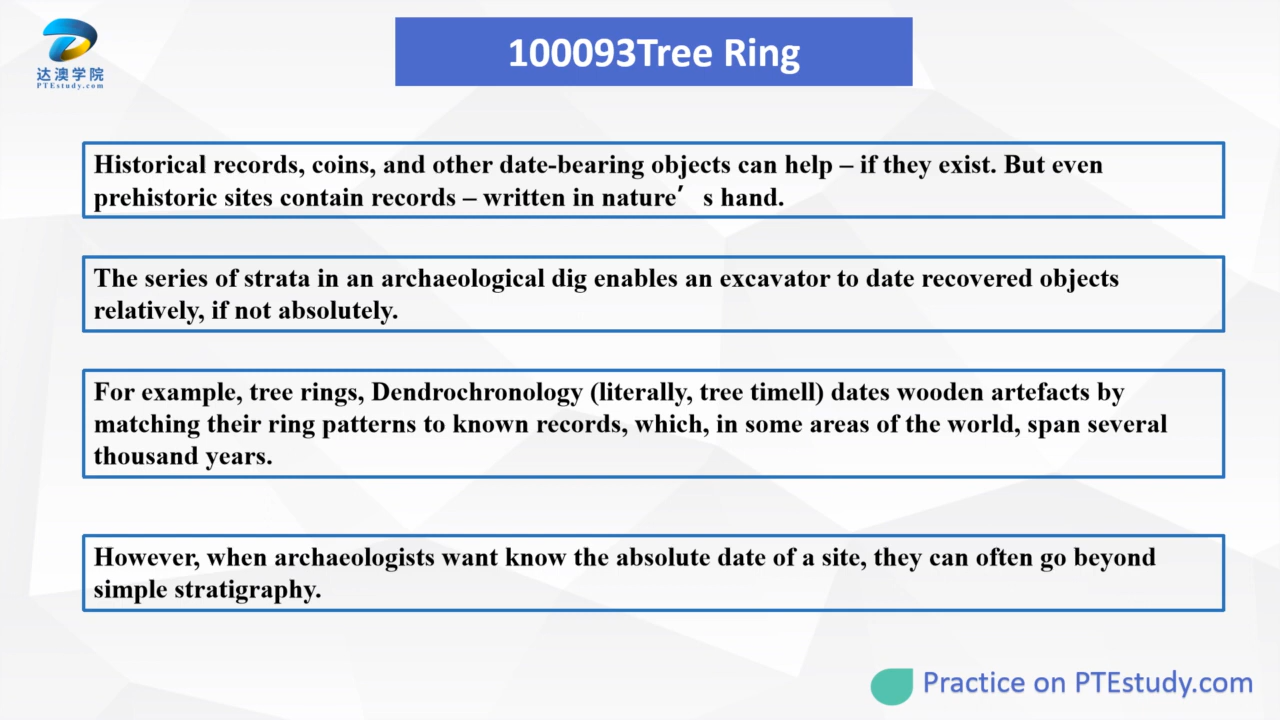 达澳学院
PTEstudy.com
100093Tree Ring
Historical records, coins, and other date-bearing objects can help – if they exist. But even
prehistoric sites contain records – written in nature’s hand.
The series of strata in an archaeological dig enables an excavator to date recovered objects
relatively, if not absolutely.
For example, tree rings, Dendrochronology (literally, tree timell) dates wooden artefacts by
matching their ring patterns to known records, which, in some areas of the world, span several
thousand years.
However, when archaeologists want know the absolute date of a site, they can often go beyond
simple stratigraphy.
Practice on PTEstudy.com